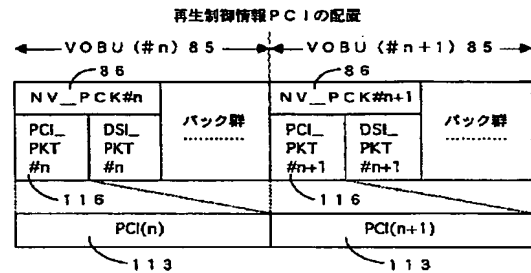 再生制御情報PCIの配置
VOBU (#n) 85 VOBU (#n+1) 85
86 86
NV_PCK#n NV_PCK#n+1
PCI_ DSI_ パック群 PCI_ DSI_ パック群
PKT PKT ............ PKT PKT ............
#n #n #n+1 #n+1
116 116
PCI(n) PCI(n+1)
113 113